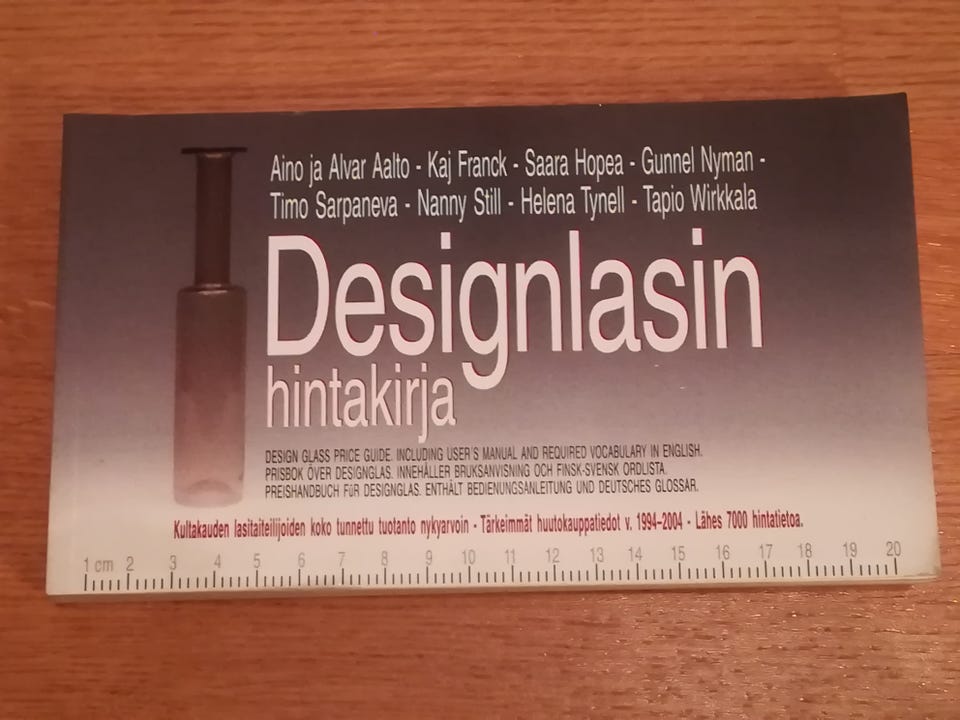 Aino ja Alvar Aalto - Kaj Franck - Saara Hopea - Gunnel Nyman -
Timo Sarpaneva - Nanny Still - Helena Tynell - Tapio Wirkkala
Designlasin
hintakirja
DESIGN GLASS PRICE GUIDE. INCLUDING USER'S MANUAL AND REQUIRED VOCABULARY IN ENGLISH.
PRISBOK ÖVER DESIGNGLAS. INNEHÅLLER BRUKSANVISNING OCH FINSK-SVENSK ORDLISTA.
PREISHANDBUCH FüR DESIGNGLAS. ENTHÄLT BEDIENUNGSANLEITUNG UND DEUTSCHES GLOSSAR.
Kultakauden lasitaiteilijoiden koko tunnettu tuotanto nykyarvoin - Tärkeimmät huutokauppatiedot v. 1994–2004 - Lähes 7000 hintatietoa.
1 cm 2 3 4 5 6 7 8 9 10 11 12 13 14 15 16 17 18 19 20